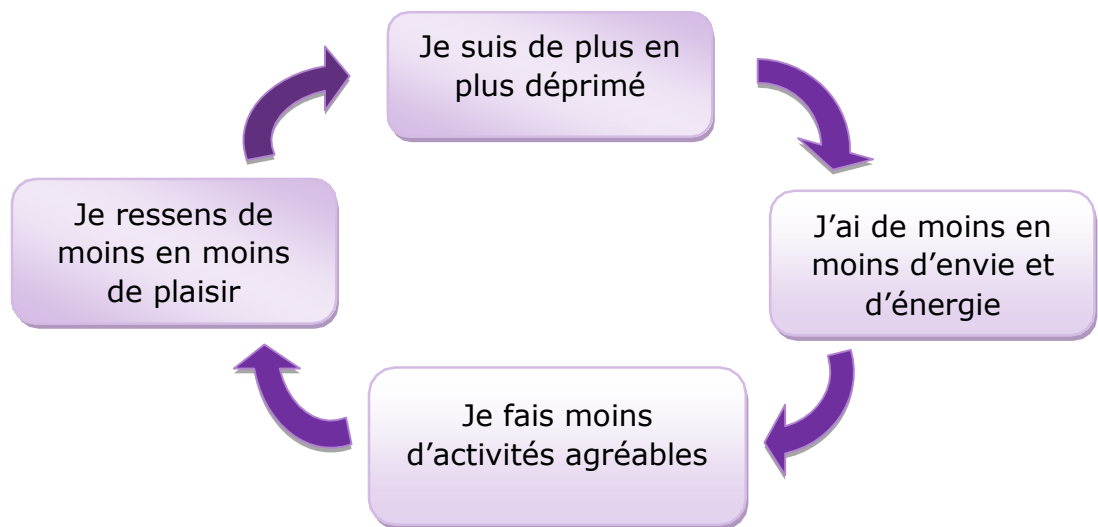 Je suis de plus en
plus déprimé
J’ai de moins en
moins d’envie et
d’énergie
Je fais moins
d’activités agréables
Je ressens de
moins en moins
de plaisir